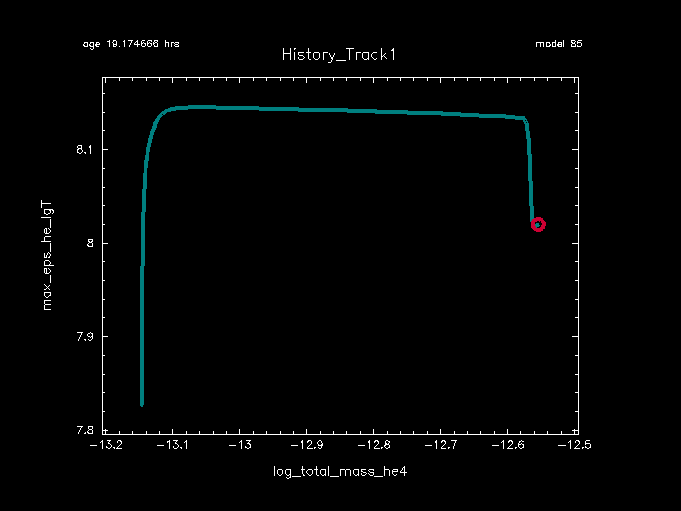 age 19.174666 hrs
model 85
History_Track1
8.1
8
7.9
7.8
max_eps_he_lgT
-13.2
-13.1
-13
-12.9
-12.8
-12.7
-12.6
-12.5
log_total_mass_he4